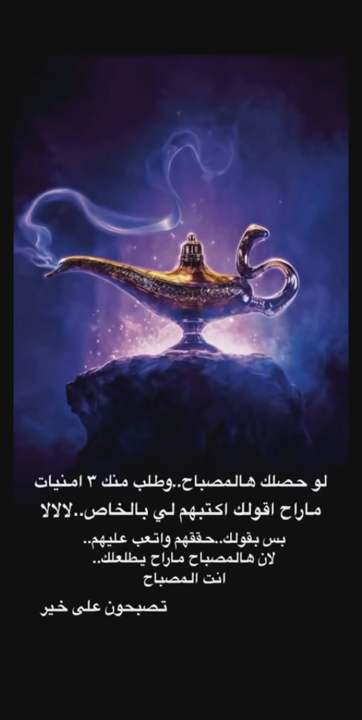 لو حصلك هالمصباح..وطلب منك ٣ امنيات
ماراح اقولك اكتبهم لي بالخاص..لالالا
بس بقولك..حققهم واتعب عليهم..
لان هالمصباح ماراح يطلعلك..
انت المصباح
تصبحون على خير